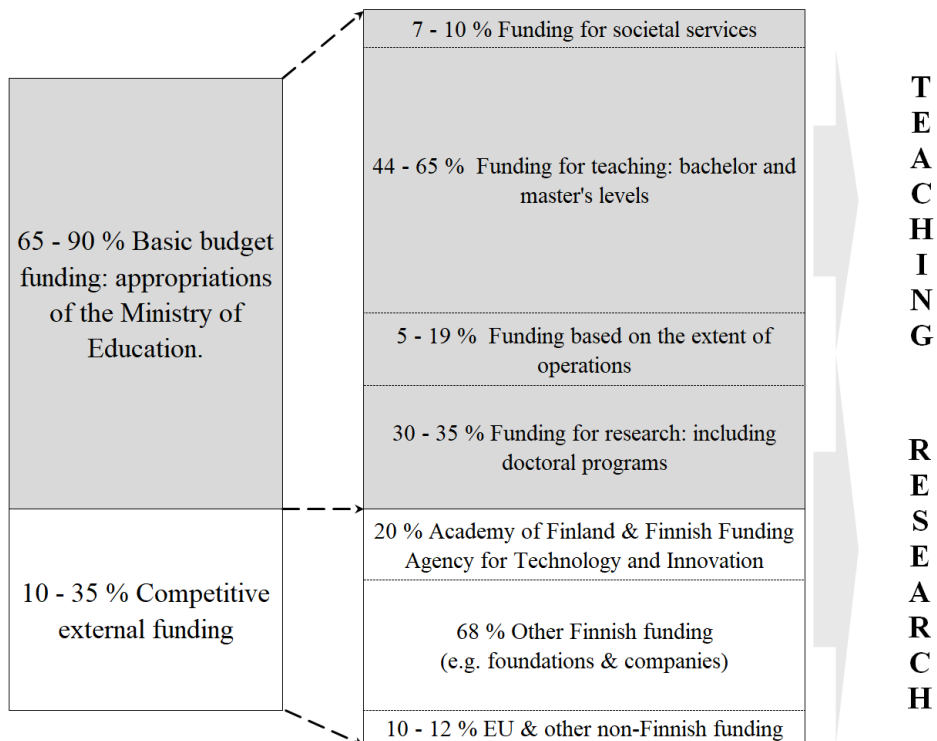 65 - 90 % Basic budget
funding: appropriations
of the Ministry of
Education.
10 - 35 % Competitive
external funding
7 - 10 % Funding for societal services
44 - 65 %  Funding for teaching: bachelor and
master's levels
5 - 19 %  Funding based on the extent of
operations
30 - 35 % Funding for research: including
doctoral programs
20 % Academy of Finland & Finnish Funding
Agency for Technology and Innovation
68 % Other Finnish funding
(e.g. foundations & companies)
10 - 12 % EU & other non-Finnish funding
TEACHING
RESEARCH